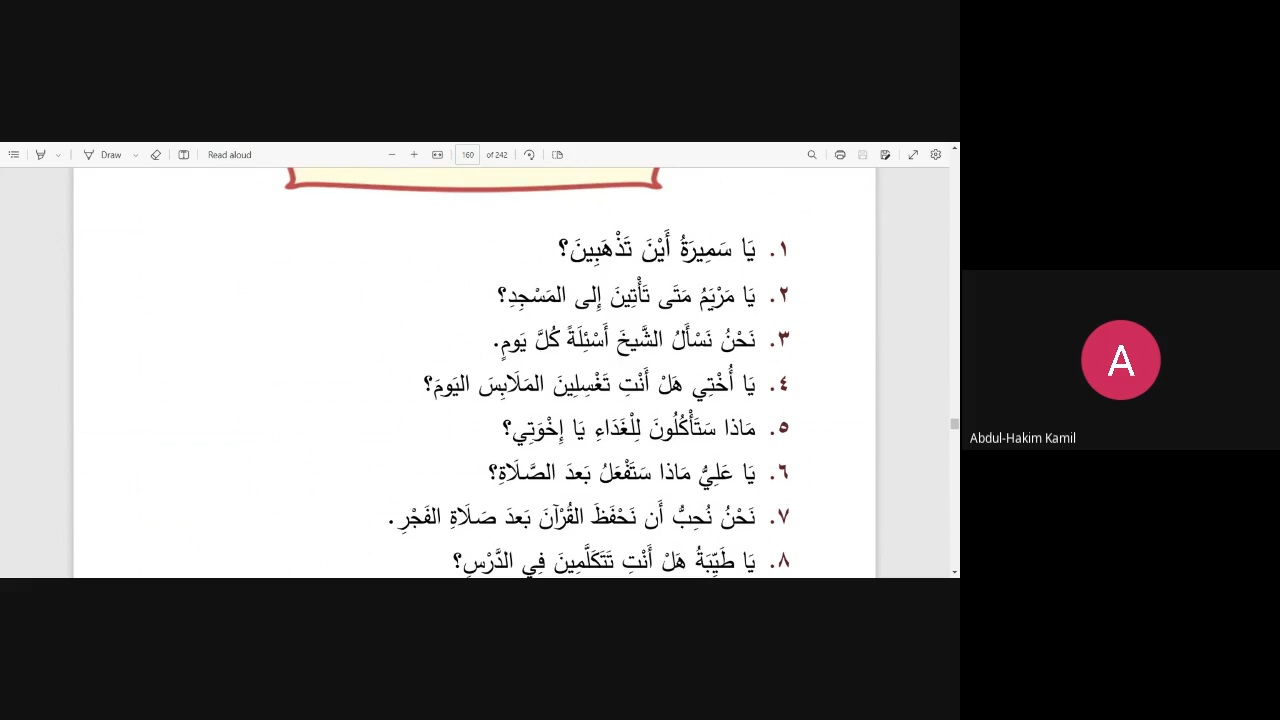 Draw
Read aloud
160 of 242
١. يَا سَمِيرَةُ أَيْنَ تَذْهَبِينَ؟
٢. يَا مَرْيَمُ مَتَى تَأْتِينَ إِلى المَسْجِدِ؟
٣. نَحْنُ نَسْأَلُ الشَّيخَ أَسْئِلَةً كُلَّ يَومٍ.
٤. يَا أُخْتِي هَلْ أَنْتِ تَغْسِلِينَ المَلَابِسَ اليَومَ؟
٥. مَاذا سَتَأْكُلُونَ لِلْغَدَاءِ يَا إِخْوَتِي؟
٦. يَا عَلِيُّ مَاذا سَتَفْعَلُ بَعدَ الصَّلَاةِ؟
٧. نَحْنُ نُحِبُّ أَن نَحْفَظَ القُرْآنَ بَعدَ صَلَاةِ الفَجْرِ.
٨. يَا طَيِّبَةُ هَلْ أَنْتِ تَتَكَلَّمِينَ فِي الدَّرْسِ؟
A
Abdul-Hakim Kamil